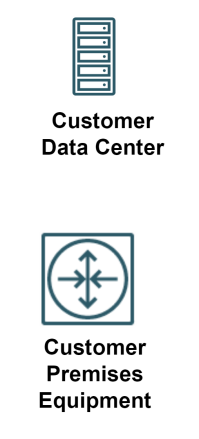 Customer
Data Center
Customer
Premises
Equipment